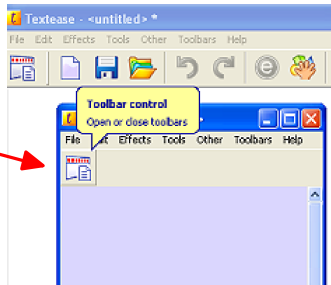 Textease - <untitled> *
File Edit Effects Tools Other Toolbars Help
Toolbar control
Open or close toolbars
File Effects Tools Other Toolbars Help